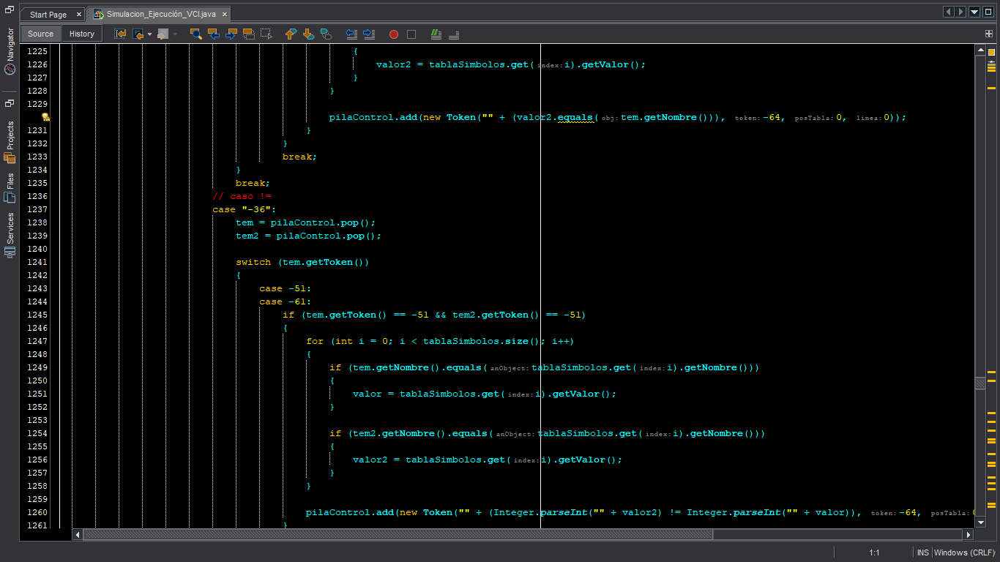 Start Page
Simulacion_Ejecución_VCI.java
Source History
Navigator
Projects
Files
Services
1225 {
1226 valor2 = tablaSimbolos.get(index:i).getValor();
1227 }
1228 }
1229
pilaControl.add(new Token("" + (valor2.equals(obj:tem.getNombre())), token:-64, posTabla:0, linea:0));
1231 }
1232 }
1233 break;
1234 }
1235 break;
1236 // caso !=
1237 case "-36":
1238 tem = pilaControl.pop();
1239 tem2 = pilaControl.pop();
1240
1241 switch (tem.getToken())
1242 {
1243 case -51:
1244 case -61:
1245 if (tem.getToken() == -51 && tem2.getToken() == -51)
1246 {
1247 for (int i = 0; i < tablaSimbolos.size(); i++)
1248 {
1249 if (tem.getNombre().equals(anObject:tablaSimbolos.get(index:i).getNombre()))
1250 {
1251 valor = tablaSimbolos.get(index:i).getValor();
1252 }
1253
1254 if (tem2.getNombre().equals(anObject:tablaSimbolos.get(index:i).getNombre()))
1255 {
1256 valor2 = tablaSimbolos.get(index:i).getValor();
1257 }
1258 }
1259
1260 pilaControl.add(new Token("" + (Integer.parseInt("" + valor2) != Integer.parseInt("" + valor)), token:-64, posTabla:
1261 }
1:1 INS Windows (CRLF)